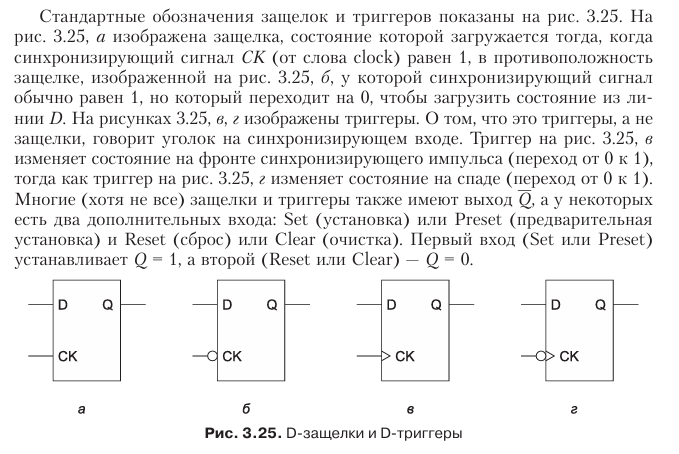 Стандартные обозначения защелок и триггеров показаны на рис. 3.25. На
рис. 3.25, а изображена защелка, состояние которой загружается тогда, когда
синхронизирующий сигнал CK (от слова clock) равен 1, в противоположность
защелке, изображенной на рис. 3.25, б, у которой синхронизирующий сигнал
обычно равен 1, но который переходит на 0, чтобы загрузить состояние из ли-
нии D. На рисунках 3.25, в, г изображены триггеры. О том, что это триггеры, а не
защелки, говорит уголок на синхронизирующем входе. Триггер на рис. 3.25, в
изменяет состояние на фронте синхронизирующего импульса (переход от 0 к 1),
тогда как триггер на рис. 3.25, г изменяет состояние на спаде (переход от 0 к 1).
Многие (хотя не все) защелки и триггеры также имеют выход Q̅, а у некоторых
есть два дополнительных входа: Set (установка) или Preset (предварительная
установка) и Reset (сброс) или Clear (очистка). Первый вход (Set или Preset)
устанавливает Q = 1, а второй (Reset или Clear) — Q = 0.
D Q D Q D Q D Q
CK CK CK CK
а б в г
Рис. 3.25. D-защелки и D-триггеры